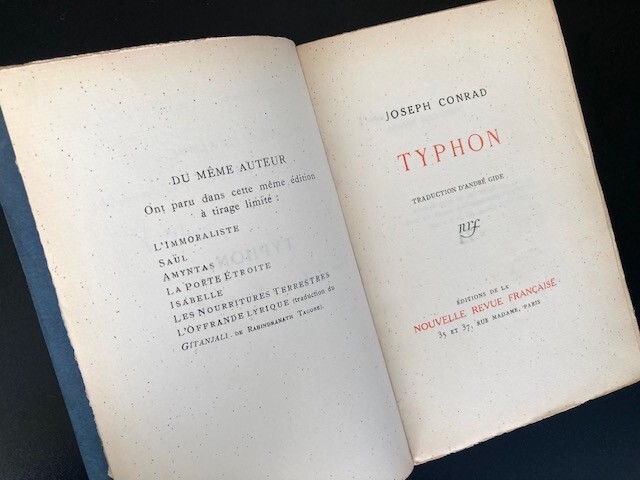 DU MÊME AUTEUR
Ont paru dans cette même édition
à tirage limité :
L'IMMORALISTE
SAÜL
AMYNTAS
LA PORTE ÉTROITE
ISABELLE
LES NOURRITURES TERRESTRES
L'OFFRANDE LYRIQUE (traduction du
GITANJALI, DE RABINDRANATH TAGORE).
JOSEPH CONRAD
TYPHON
TRADUCTION D'ANDRÉ GIDE
nrf
ÉDITIONS DE LA
NOUVELLE REVUE FRANÇAISE
35 ET 37, RUE MADAME, PARIS